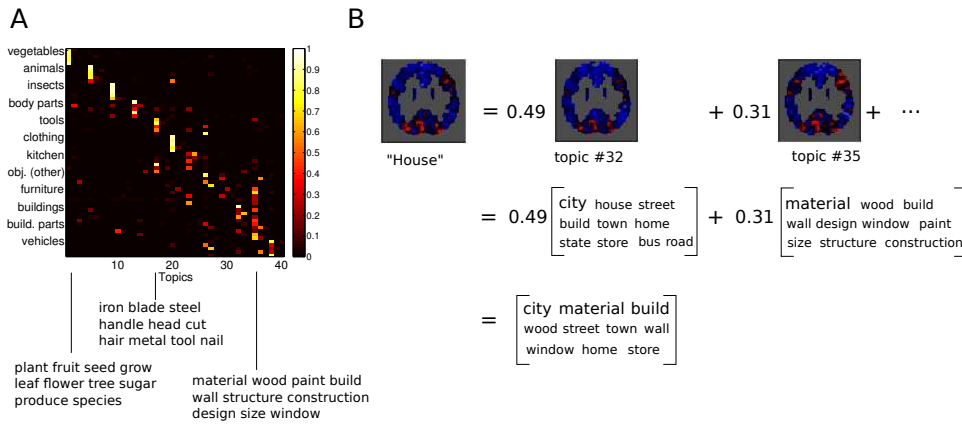 A
vegetables
animals
insects
body parts
tools
clothing
kitchen
obj. (other)
furniture
buildings
build. parts
vehicles
1
0.9
0.8
0.7
0.6
0.5
0.4
0.3
0.2
0.1
0
10 20 30 40
Topics
iron blade steel
handle head cut
hair metal tool nail
plant fruit seed grow
leaf flower tree sugar
produce species
material wood paint build
wall structure construction
design size window
B
= 0.49 + 0.31 + ...
"House" topic #32 topic #35
= 0.49 + 0.31
city house street
build town home
state store bus road
material wood build
wall design window paint
size structure construction
=
city material build
wood street town wall
window home store